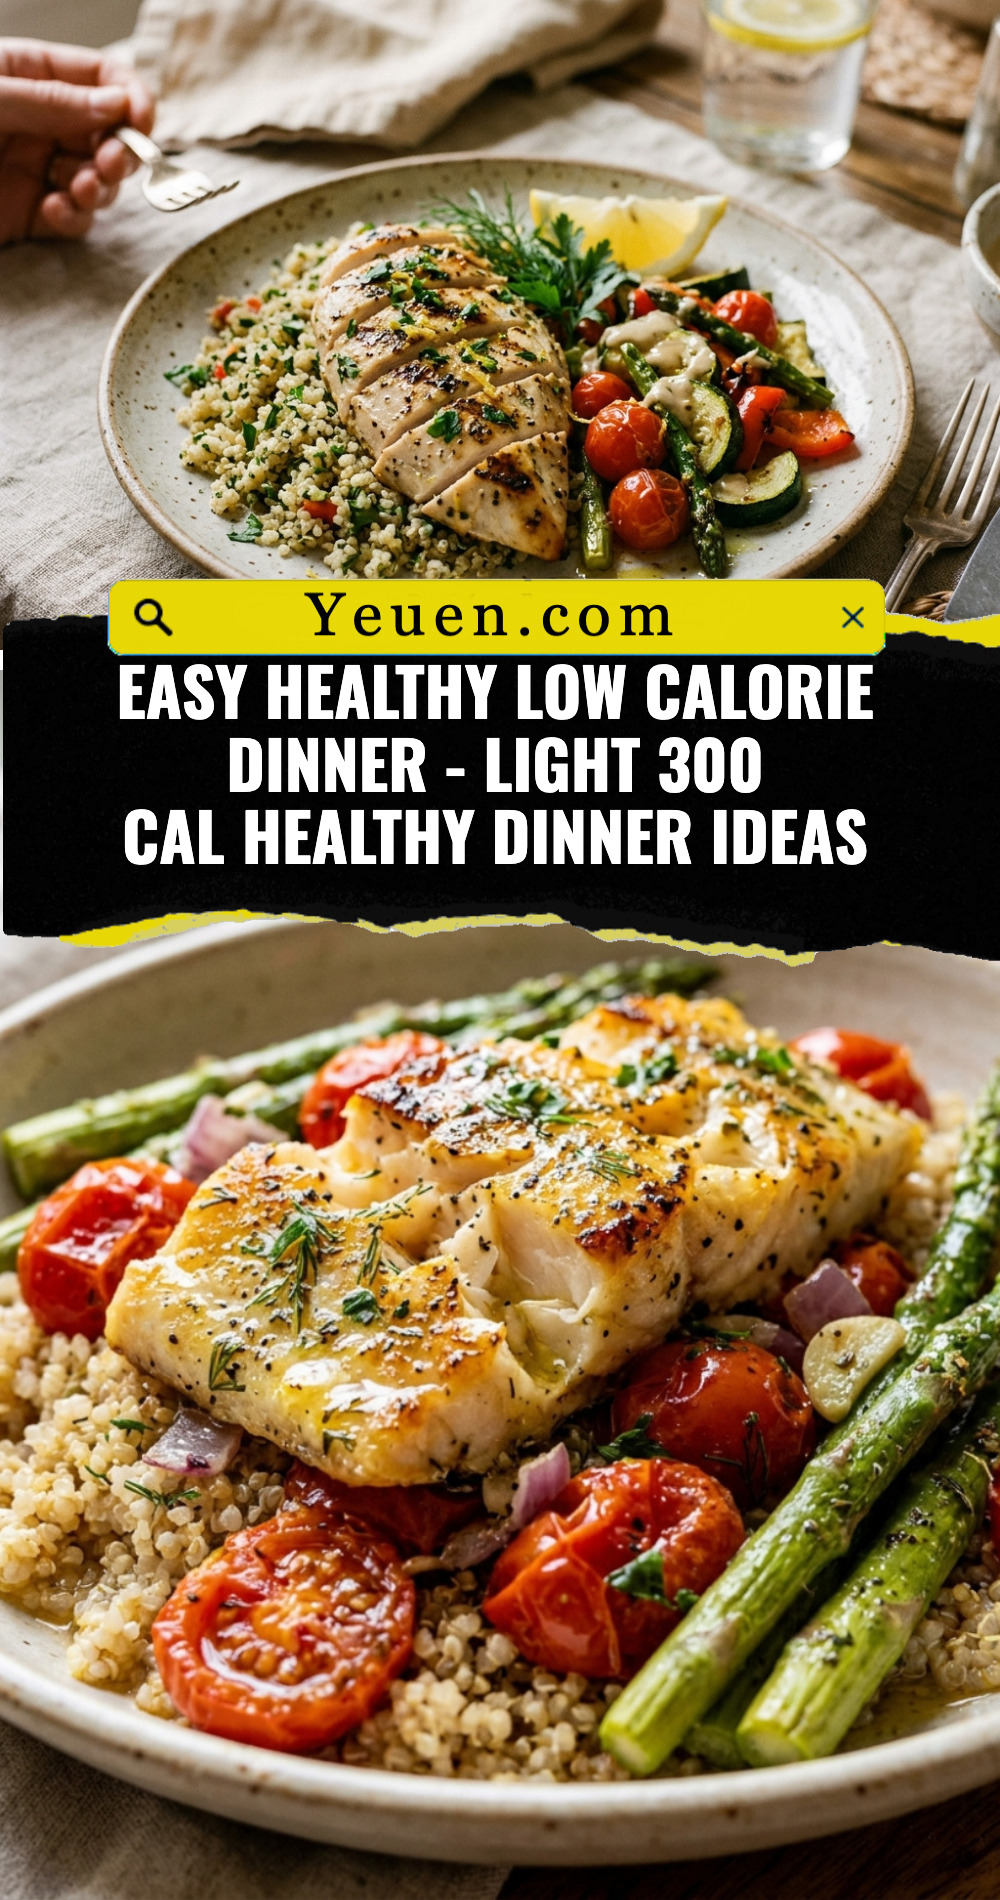 Yeuen.com
EASY HEALTHY LOW CALORIE
DINNER - LIGHT 300
CAL HEALTHY DINNER IDEAS